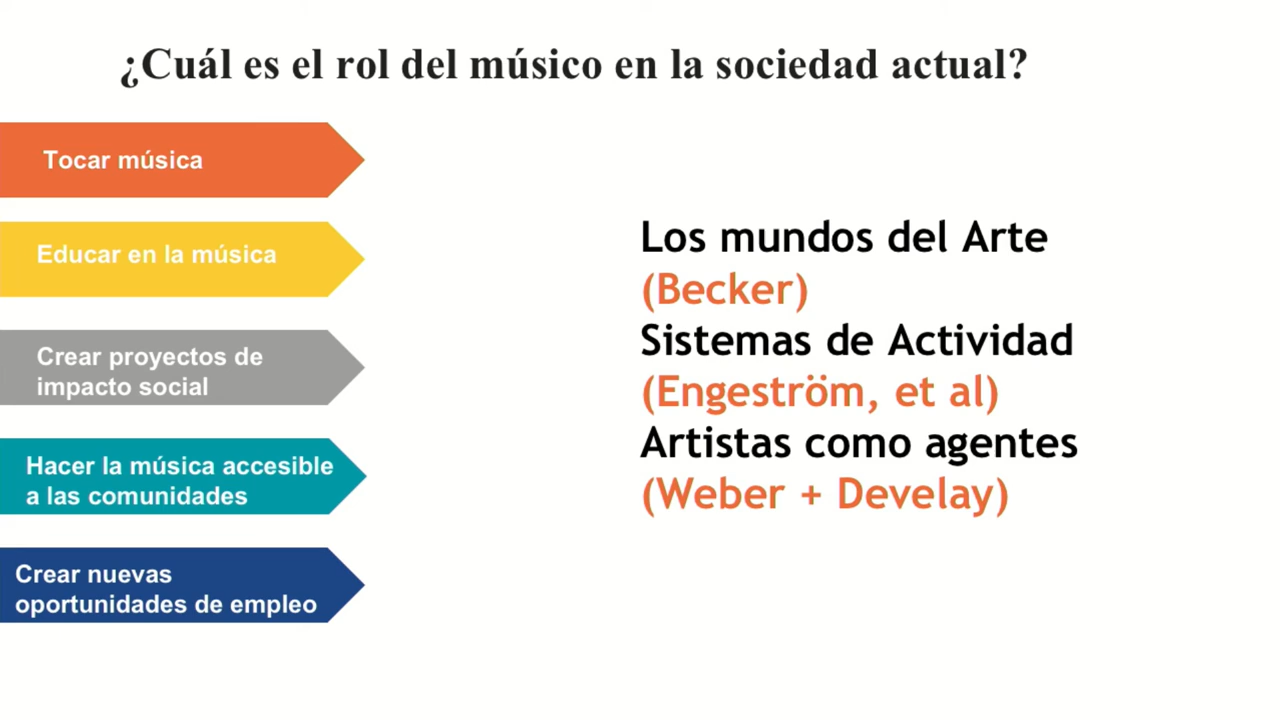 ¿Cuál es el rol del músico en la sociedad actual?
Tocar música
Educar en la música
Crear proyectos de
impacto social
Hacer la música accesible
a las comunidades
Crear nuevas
oportunidades de empleo
Los mundos del Arte
(Becker)
Sistemas de Actividad
(Engeström, et al)
Artistas como agentes
(Weber + Develay)